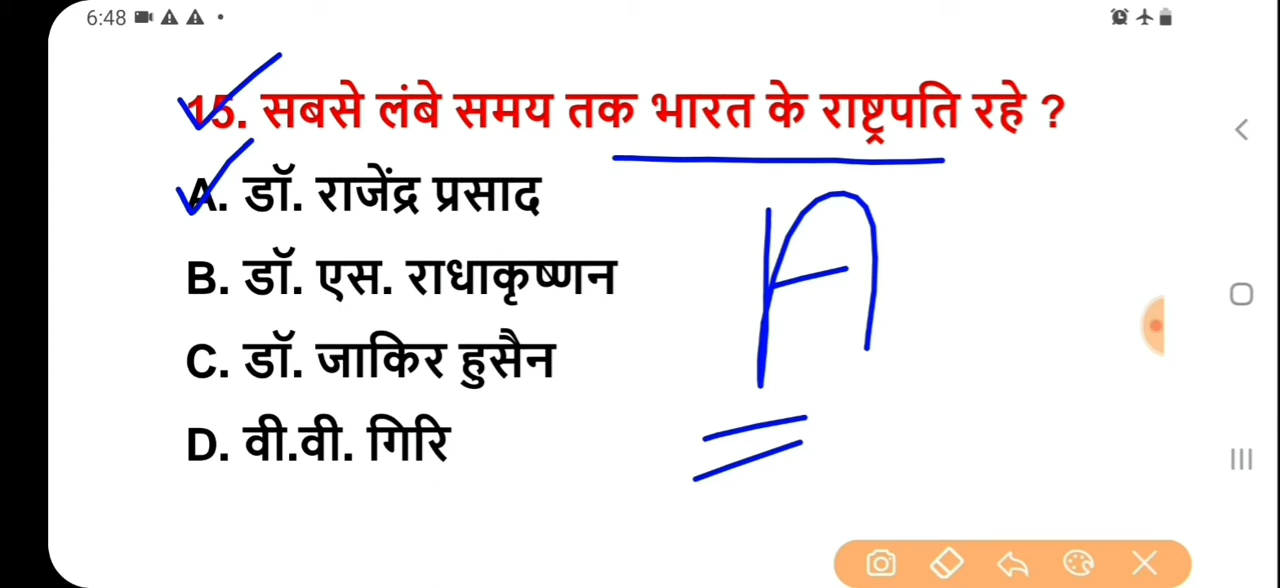 6:48
15. सबसे लंबे समय तक भारत के राष्ट्रपति रहे ?
A. डॉ. राजेंद्र प्रसाद
B. डॉ. एस. राधाकृष्णन
C. डॉ. जाकिर हुसैन
D. वी.वी. गिरि
A